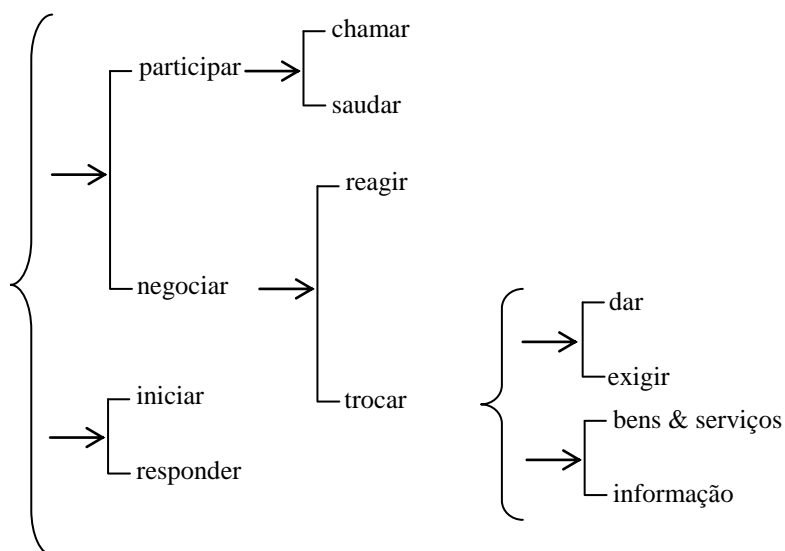 chamar
participar
saudar
reagir
negociar
dar
exigir
iniciar
trocar
bens & serviços
responder
informação